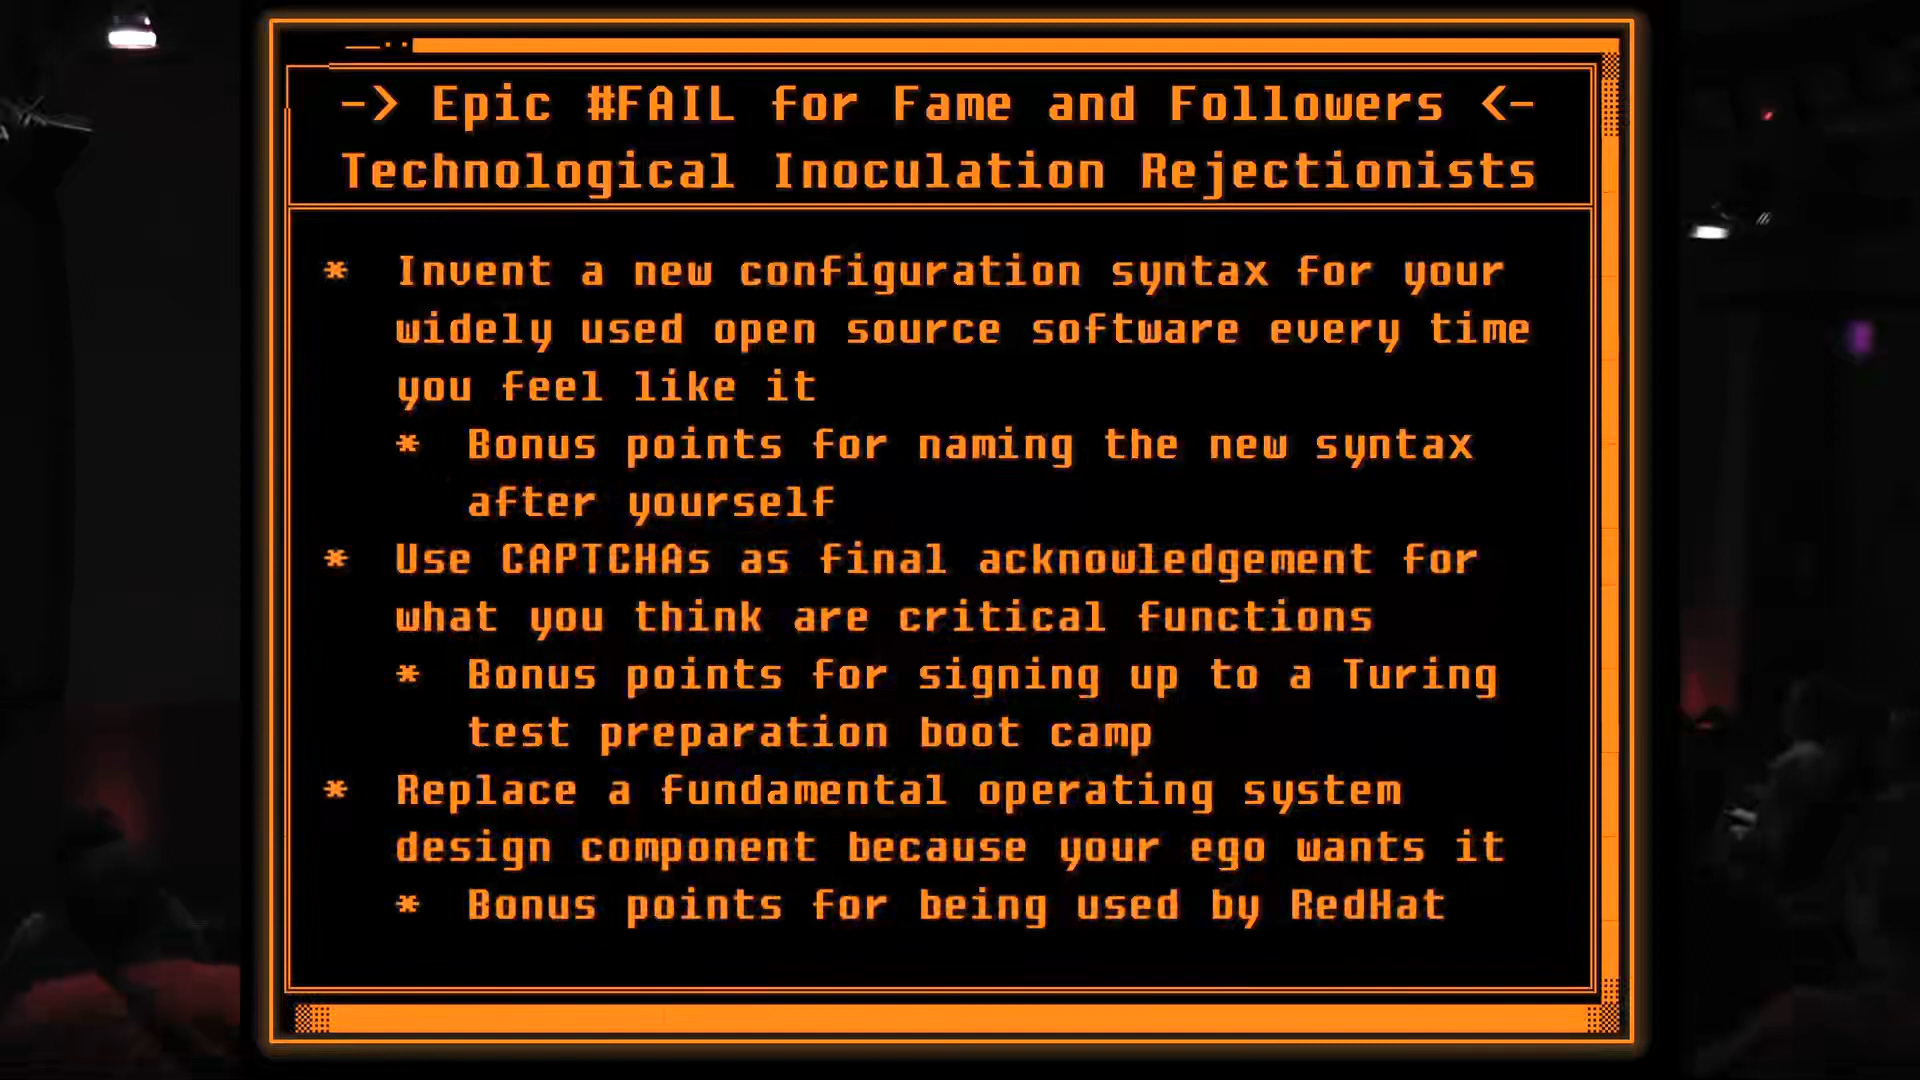 -> Epic #FAIL for Fame and Followers <-
Technological Inoculation Rejectionists
* Invent a new configuration syntax for your
widely used open source software every time
you feel like it
* Bonus points for naming the new syntax
after yourself
* Use CAPTCHAs as final acknowledgement for
what you think are critical functions
* Bonus points for signing up to a Turing
test preparation boot camp
* Replace a fundamental operating system
design component because your ego wants it
* Bonus points for being used by RedHat